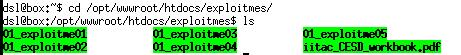 dsl@box:~$ cd /opt/wwwroot/htdocs/exploitmes/
dsl@box:/opt/wwwroot/htdocs/exploitmes$ ls
01_exploitme01 01_exploitme03 01_exploitme05
01_exploitme02 01_exploitme04 iitac_CESD_workbook.pdf